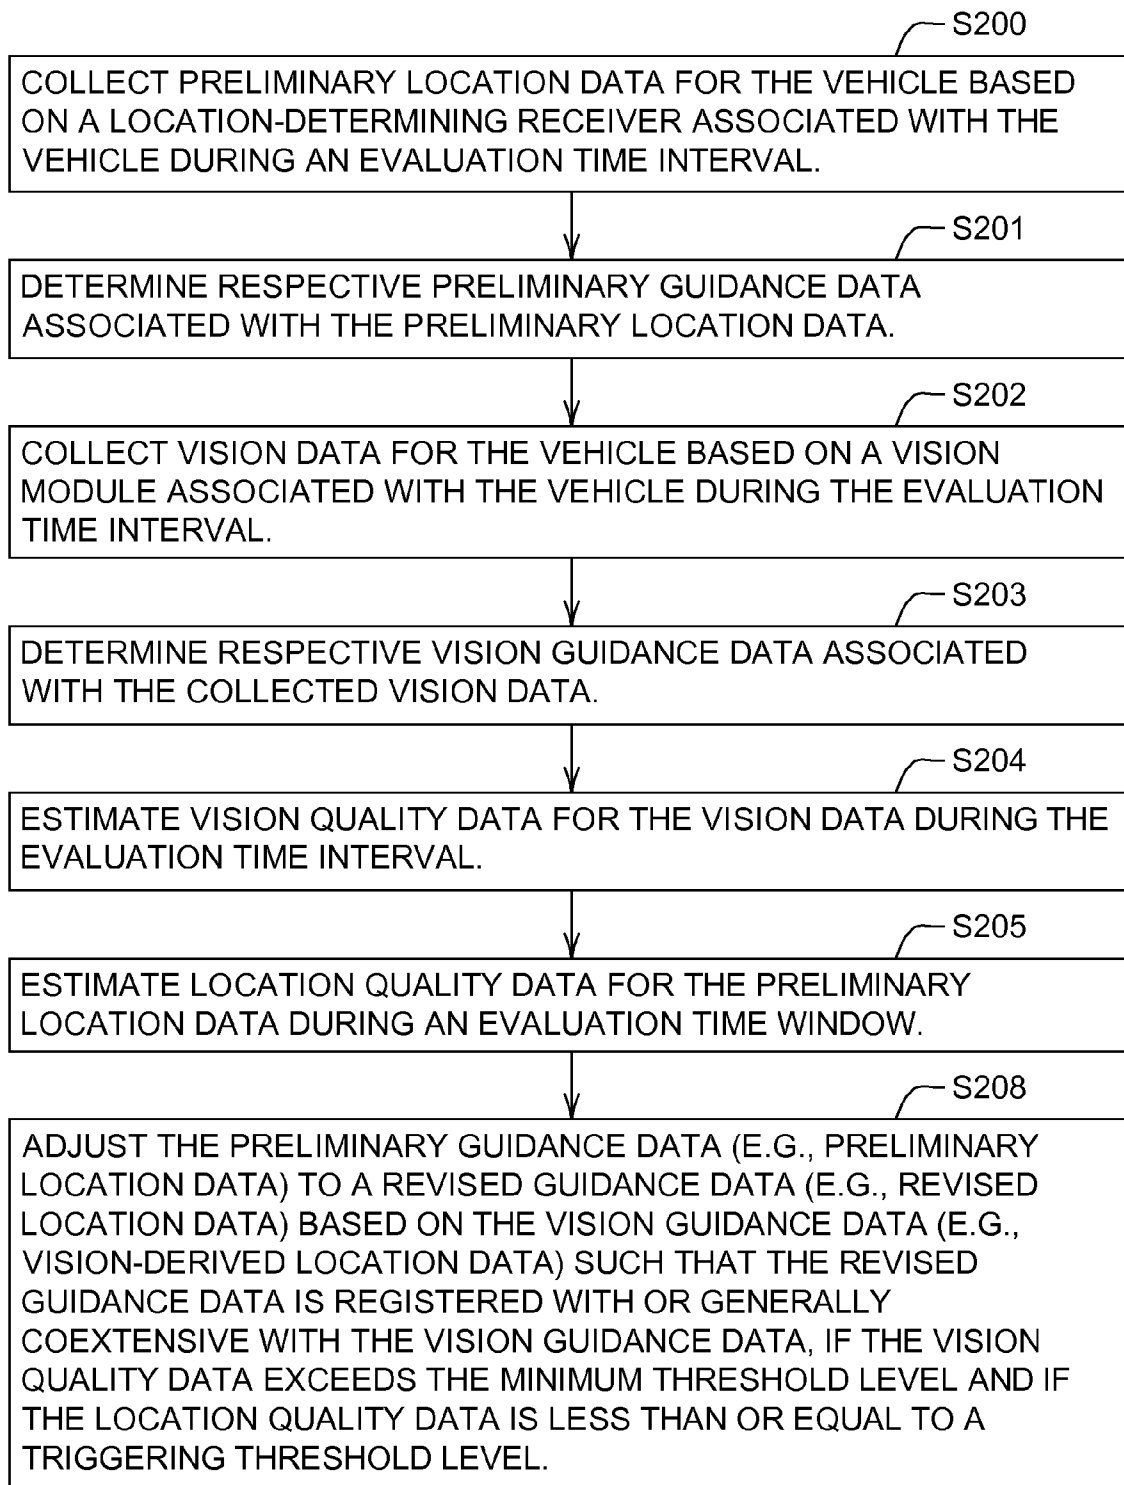 S200
COLLECT PRELIMINARY LOCATION DATA FOR THE VEHICLE BASED
ON A LOCATION-DETERMINING RECEIVER ASSOCIATED WITH THE
VEHICLE DURING AN EVALUATION TIME INTERVAL.
S201
DETERMINE RESPECTIVE PRELIMINARY GUIDANCE DATA
ASSOCIATED WITH THE PRELIMINARY LOCATION DATA.
S202
COLLECT VISION DATA FOR THE VEHICLE BASED ON A VISION
MODULE ASSOCIATED WITH THE VEHICLE DURING THE EVALUATION
TIME INTERVAL.
S203
DETERMINE RESPECTIVE VISION GUIDANCE DATA ASSOCIATED
WITH THE COLLECTED VISION DATA.
S204
ESTIMATE VISION QUALITY DATA FOR THE VISION DATA DURING THE
EVALUATION TIME INTERVAL.
S205
ESTIMATE LOCATION QUALITY DATA FOR THE PRELIMINARY
LOCATION DATA DURING AN EVALUATION TIME WINDOW.
S208
ADJUST THE PRELIMINARY GUIDANCE DATA (E.G., PRELIMINARY
LOCATION DATA) TO A REVISED GUIDANCE DATA (E.G., REVISED
LOCATION DATA) BASED ON THE VISION GUIDANCE DATA (E.G.,
VISION-DERIVED LOCATION DATA) SUCH THAT THE REVISED
GUIDANCE DATA IS REGISTERED WITH OR GENERALLY
COEXTENSIVE WITH THE VISION GUIDANCE DATA, IF THE VISION
QUALITY DATA EXCEEDS THE MINIMUM THRESHOLD LEVEL AND IF
THE LOCATION QUALITY DATA IS LESS THAN OR EQUAL TO A
TRIGGERING THRESHOLD LEVEL.